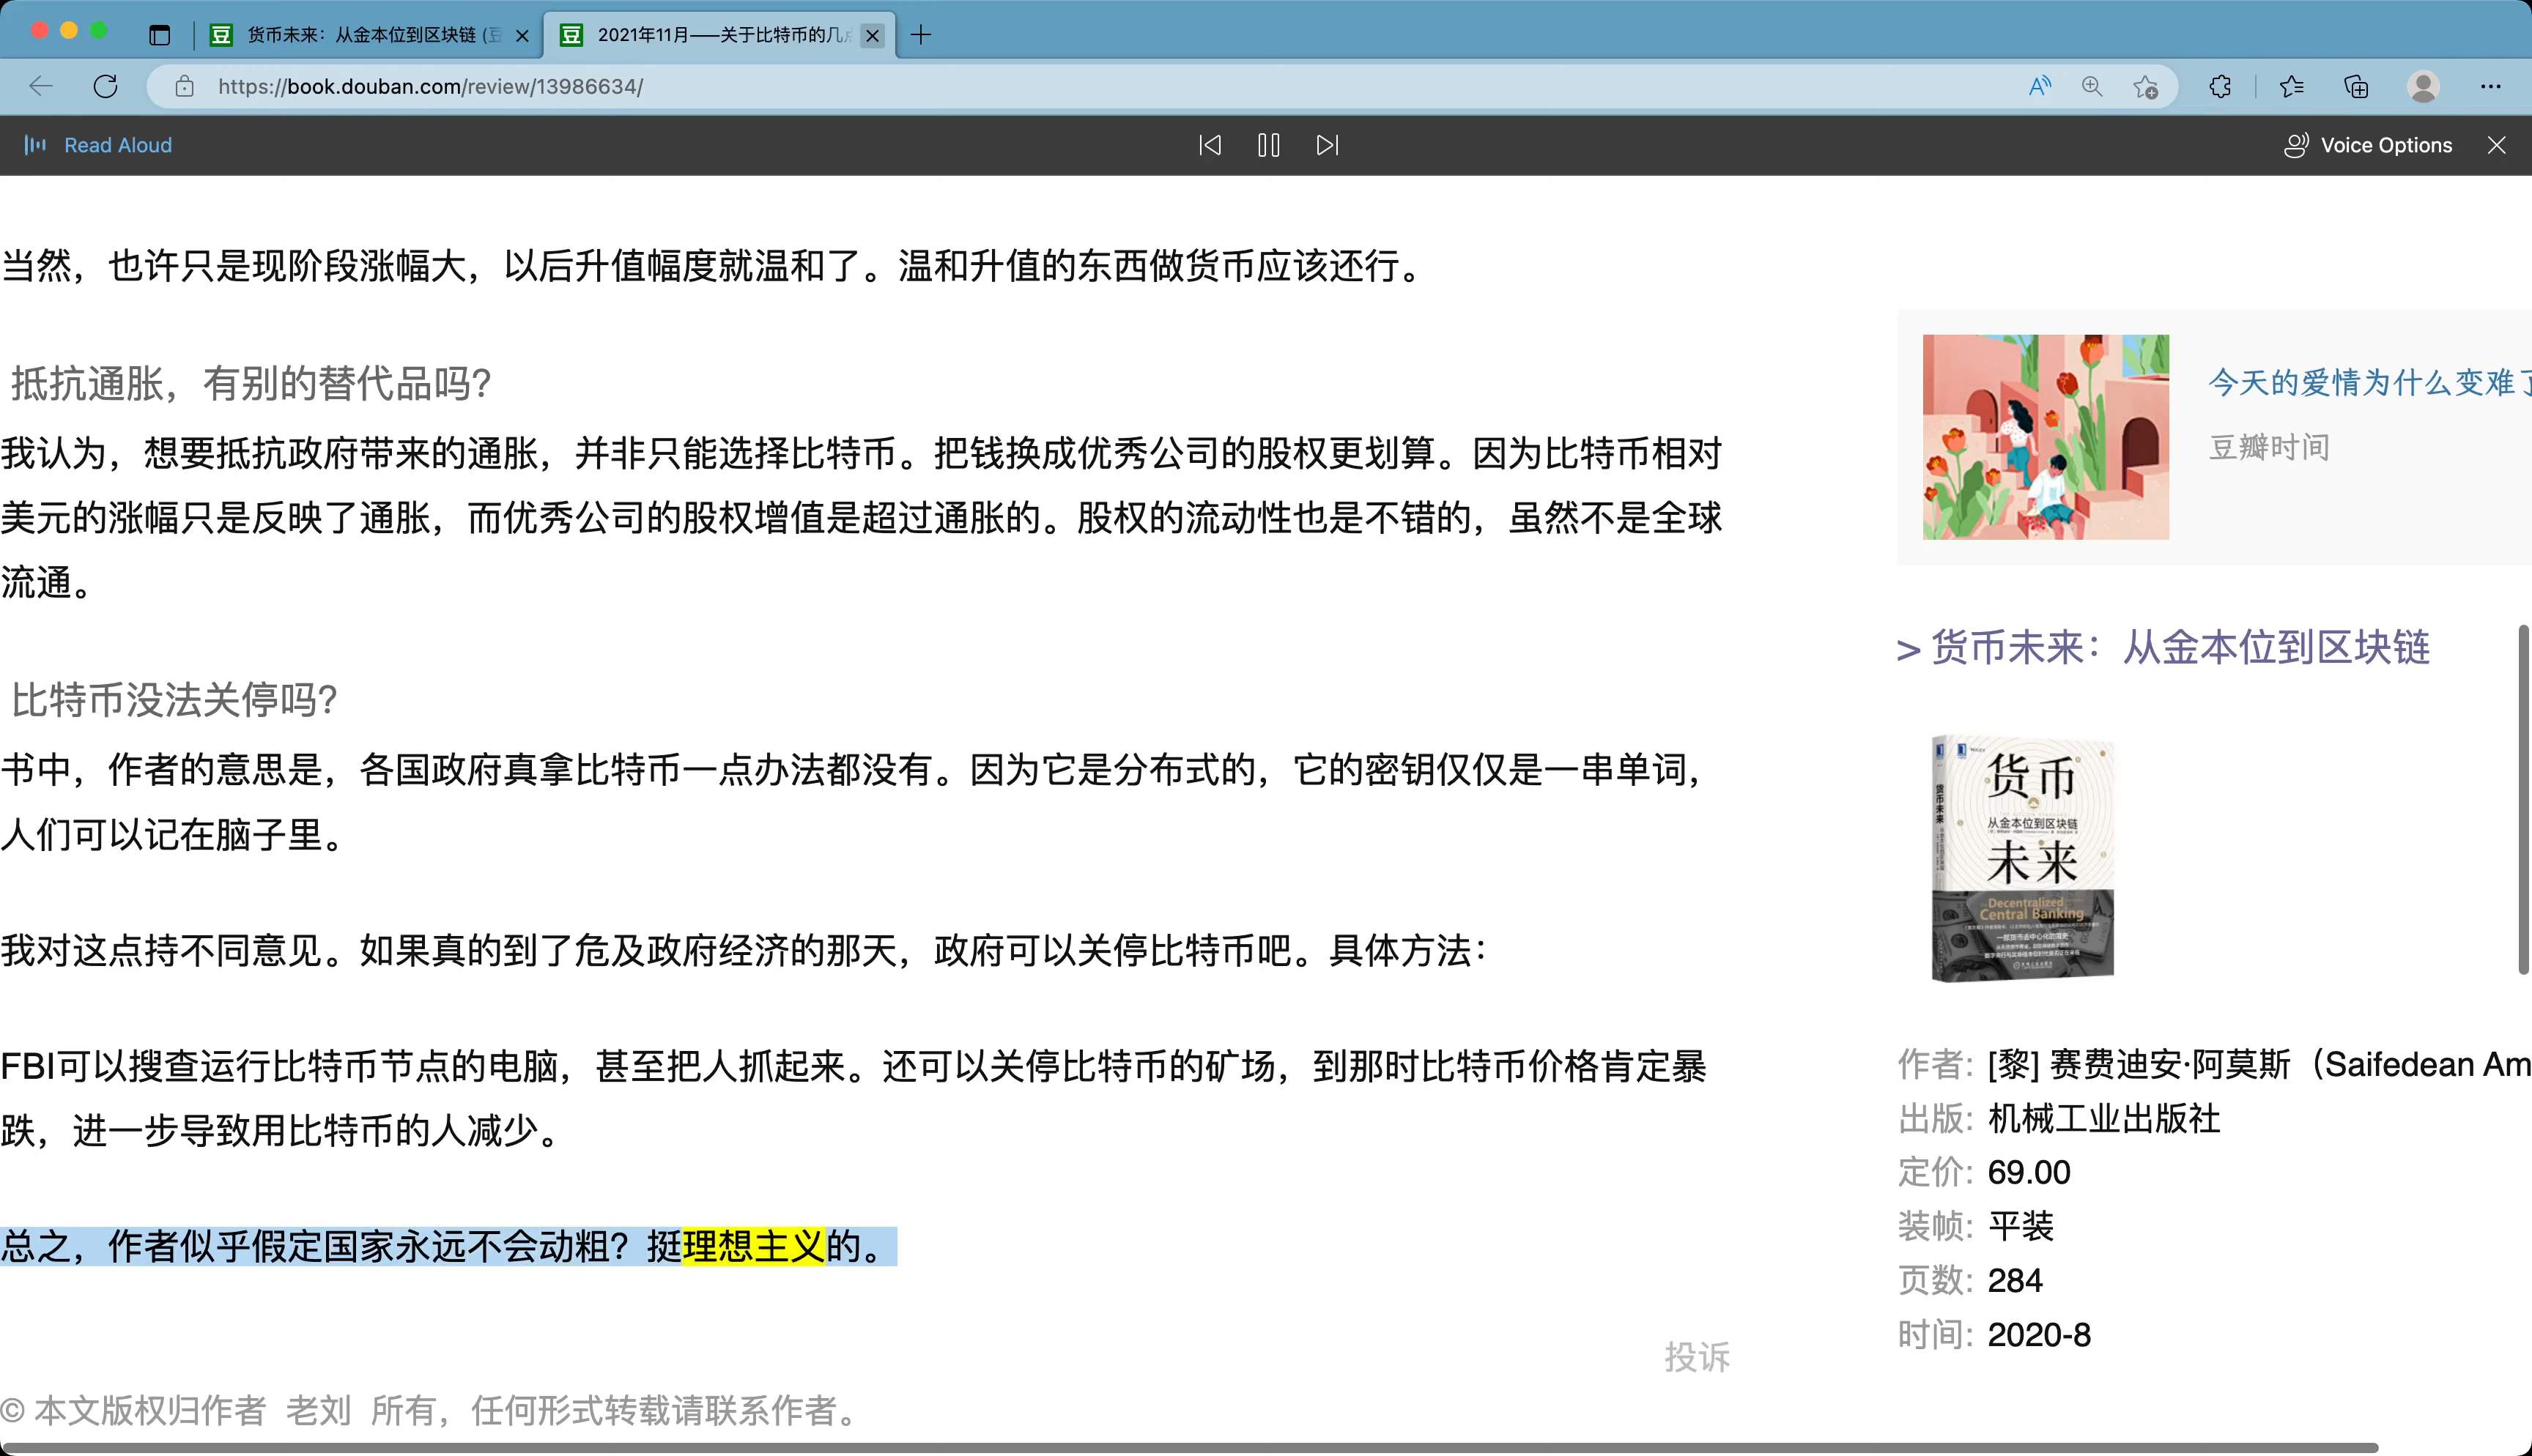 货币未来：从金本位到区块链 (豆
2021年11月——关于比特币的几点
https://book.douban.com/review/13986634/
Read Aloud
Voice Options
当然，也许只是现阶段涨幅大，以后升值幅度就温和了。温和升值的东西做货币应该还行。
抵抗通胀，有别的替代品吗？
我认为，想要抵抗政府带来的通胀，并非只能选择比特币。把钱换成优秀公司的股权更划算。因为比特币相对
美元的涨幅只是反映了通胀，而优秀公司的股权增值是超过通胀的。股权的流动性也是不错的，虽然不是全球
流通。
比特币没法关停吗？
书中，作者的意思是，各国政府真拿比特币一点办法都没有。因为它是分布式的，它的密钥仅仅是一串单词，
人们可以记在脑子里。
我对这点持不同意见。如果真的到了危及政府经济的那天，政府可以关停比特币吧。具体方法：
FBI可以搜查运行比特币节点的电脑，甚至把人抓起来。还可以关停比特币的矿场，到那时比特币价格肯定暴
跌，进一步导致用比特币的人减少。
总之，作者似乎假定国家永远不会动粗？挺理想主义的。
投诉
© 本文版权归作者 老刘 所有，任何形式转载请联系作者。
今天的爱情为什么变难了
豆瓣时间
> 货币未来：从金本位到区块链
货币
从金本位到区块链
未来
货币未来
Decentralized
Central Banking
作者: [黎] 赛费迪安·阿莫斯（Saifedean Am
出版: 机械工业出版社
定价: 69.00
装帧: 平装
页数: 284
时间: 2020-8